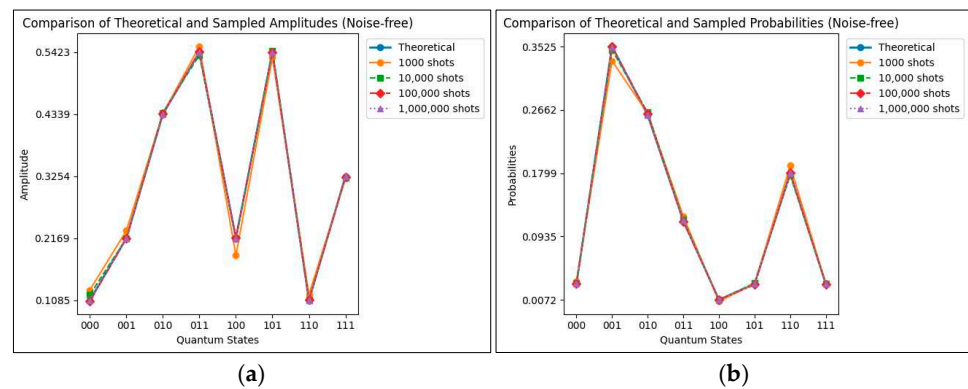 Comparison of Theoretical and Sampled Amplitudes (Noise-free)
0.5423
0.4339
0.3254
0.2169
0.1085
Amplitude
000 001 010 011 100 101 110 111
Quantum States
Theoretical
1000 shots
10,000 shots
100,000 shots
1,000,000 shots
(a)
Comparison of Theoretical and Sampled Probabilities (Noise-free)
0.3525
0.2662
0.1799
0.0935
0.0072
Probabilities
000 001 010 011 100 101 110 111
Quantum States
Theoretical
1000 shots
10,000 shots
100,000 shots
1,000,000 shots
(b)